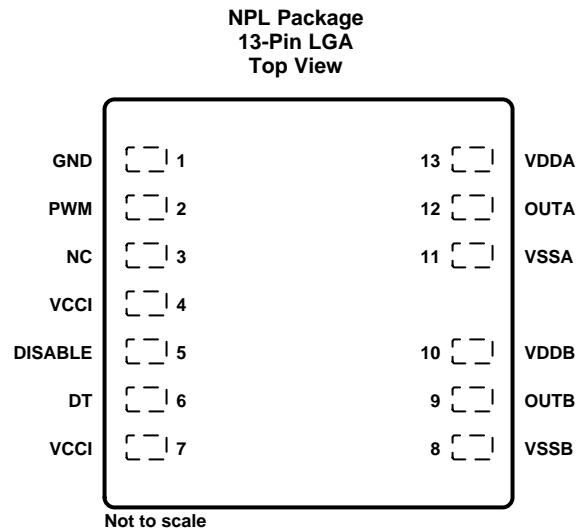 NPL Package
13-Pin LGA
Top View
GND 1 13 VDDA
PWM 2 12 OUTA
NC 3 11 VSSA
VCCI 4
DISABLE 5 10 VDDB
DT 6 9 OUTB
VCCI 7 8 VSSB
Not to scale